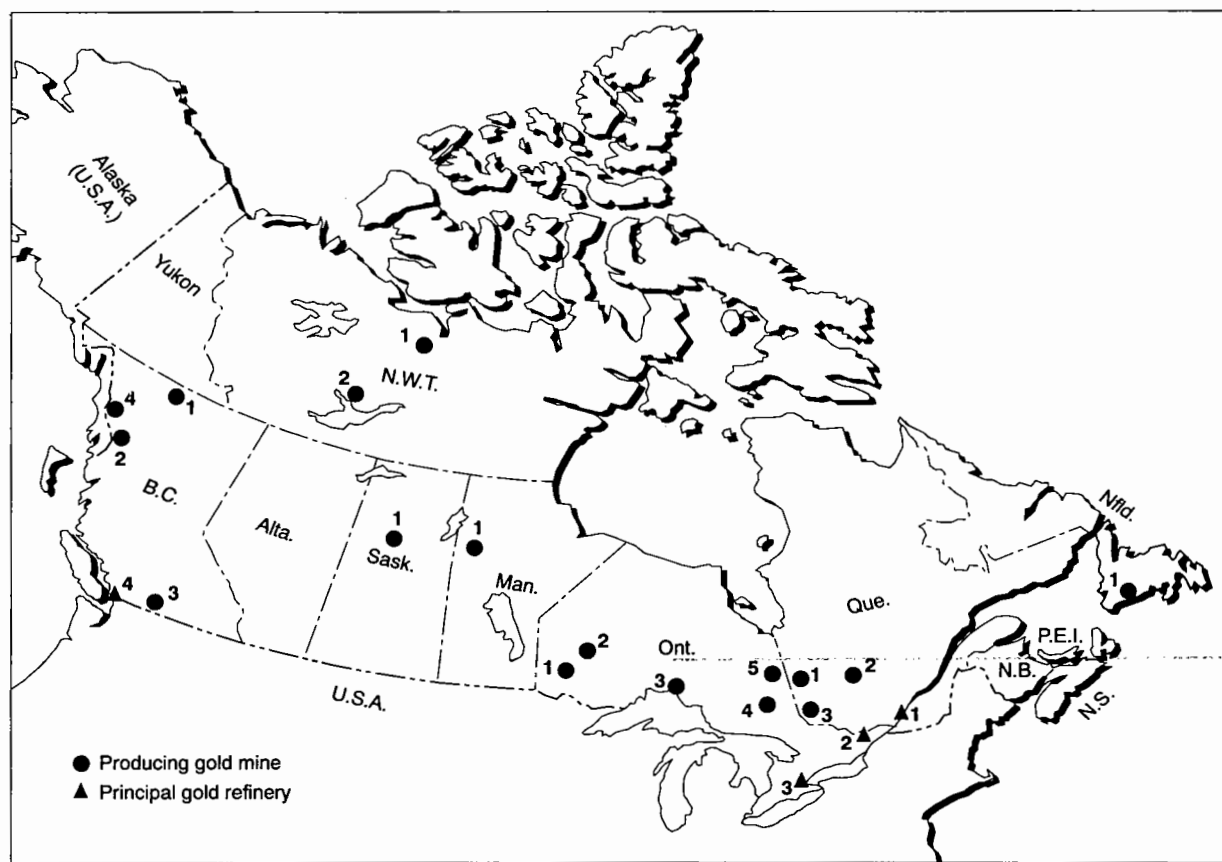 Alaska
(U.S.A.)
Yukon
1
N.W.T.
2
4
1
2
B.C.
Alta.
1
Sask.
1
Man.
Nfld.
1
4
3
Que.
P.E.I.
N.B.
N.S.
Ont.
2
1
3
5
1
2
4
3
1
2
3
U.S.A.
Producing gold mine
Principal gold refinery